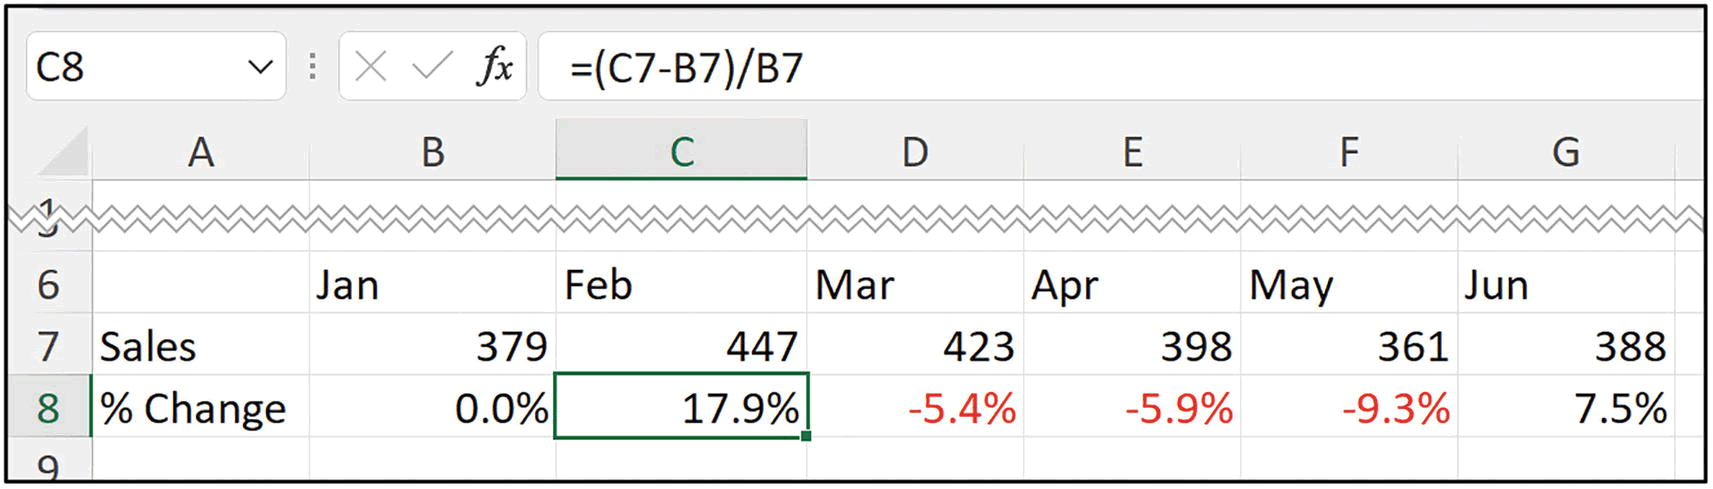 C8 fx =(C7-B7)/B7
A B C D E F G
6 Jan Feb Mar Apr May Jun
7 Sales 379 447 423 398 361 388
8 % Change 0.0% 17.9% -5.4% -5.9% -9.3% 7.5%
9